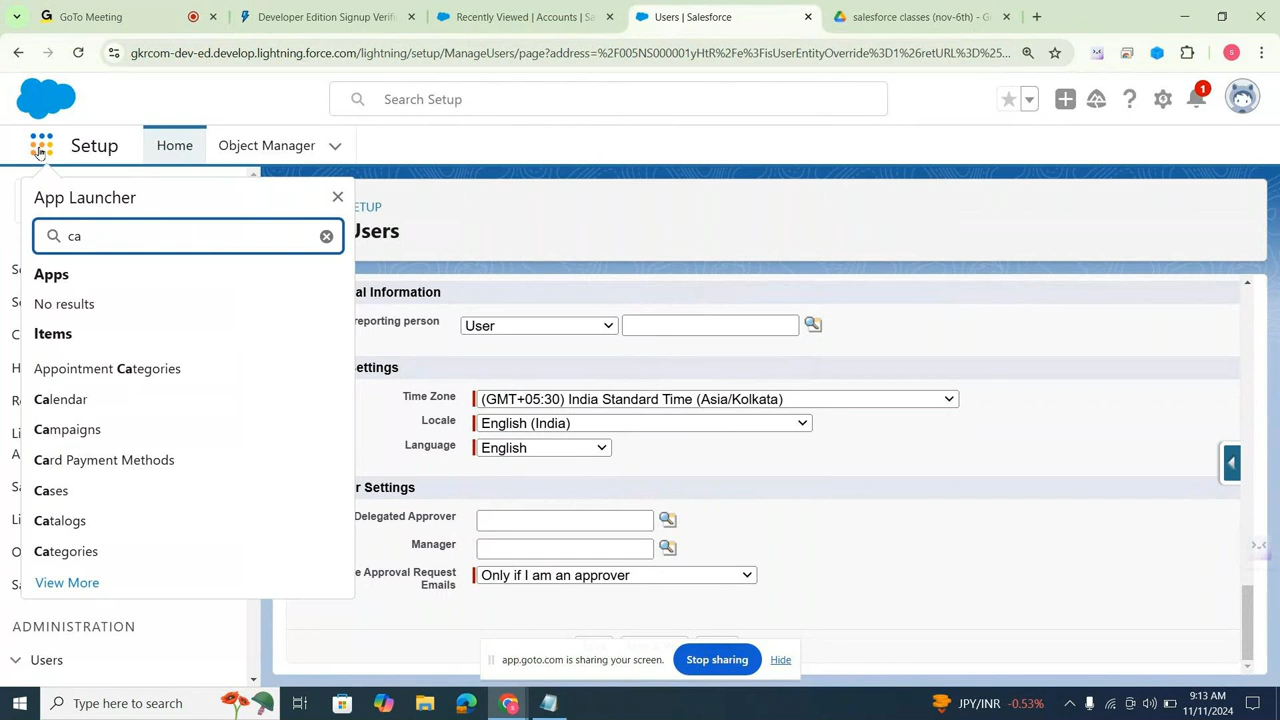 GoTo Meeting
Developer Edition Signup Verifi
Recently Viewed | Accounts | Sa
Users | Salesforce
salesforce classes (nov-6th) - G
gkrcom-dev-ed.develop.lightning.force.com/lightning/setup/ManageUsers/page?address=%2F005NS000001yHtR%2Fe%3FisUserEntityOverride%3D1%26retURL%3D%25...
S
Search Setup
1
Setup
Home
Object Manager
App Launcher
ca
Apps
No results
Items
Appointment Categories
Calendar
Campaigns
Card Payment Methods
Cases
Catalogs
Categories
View More
ADMINISTRATION
Users
SETUP
Users
al Information
reporting person
User
ettings
Time Zone
(GMT+05:30) India Standard Time (Asia/Kolkata)
Locale
English (India)
Language
English
r Settings
Delegated Approver
Manager
e Approval Request
Emails
Only if I am an approver
app.goto.com is sharing your screen.
Stop sharing
Hide
Type here to search
JPY/INR -0.53%
9:13 AM
11/11/2024